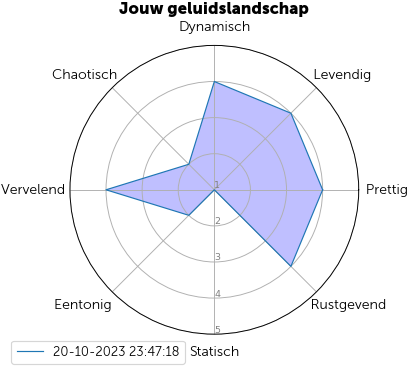 Jouw geluidslandschap
Dynamisch
Chaotisch
Levendig
Vervelend
1
Prettig
2
3
4
Eentonig
Rustgevend
5
20-10-2023 23:47:18
Statisch